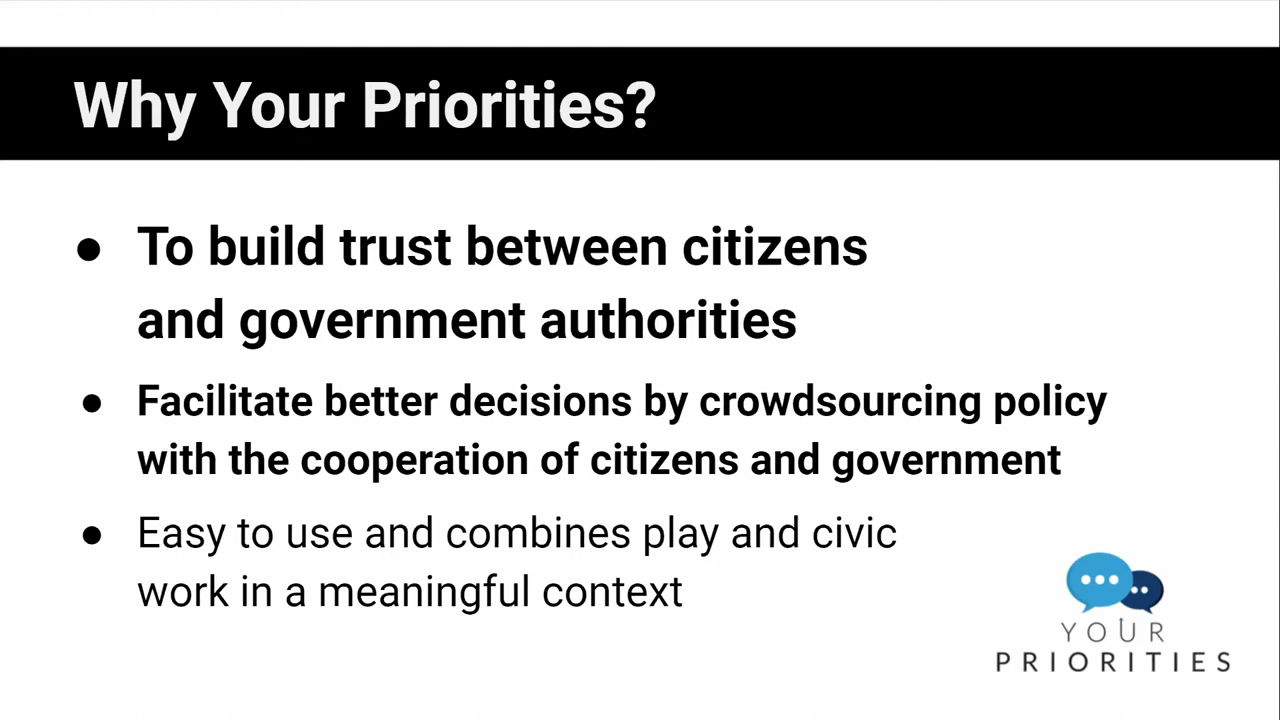 Why Your Priorities?
● To build trust between citizens
and government authorities
● Facilitate better decisions by crowdsourcing policy
with the cooperation of citizens and government
● Easy to use and combines play and civic
work in a meaningful context
YOUR
PRIORITIES